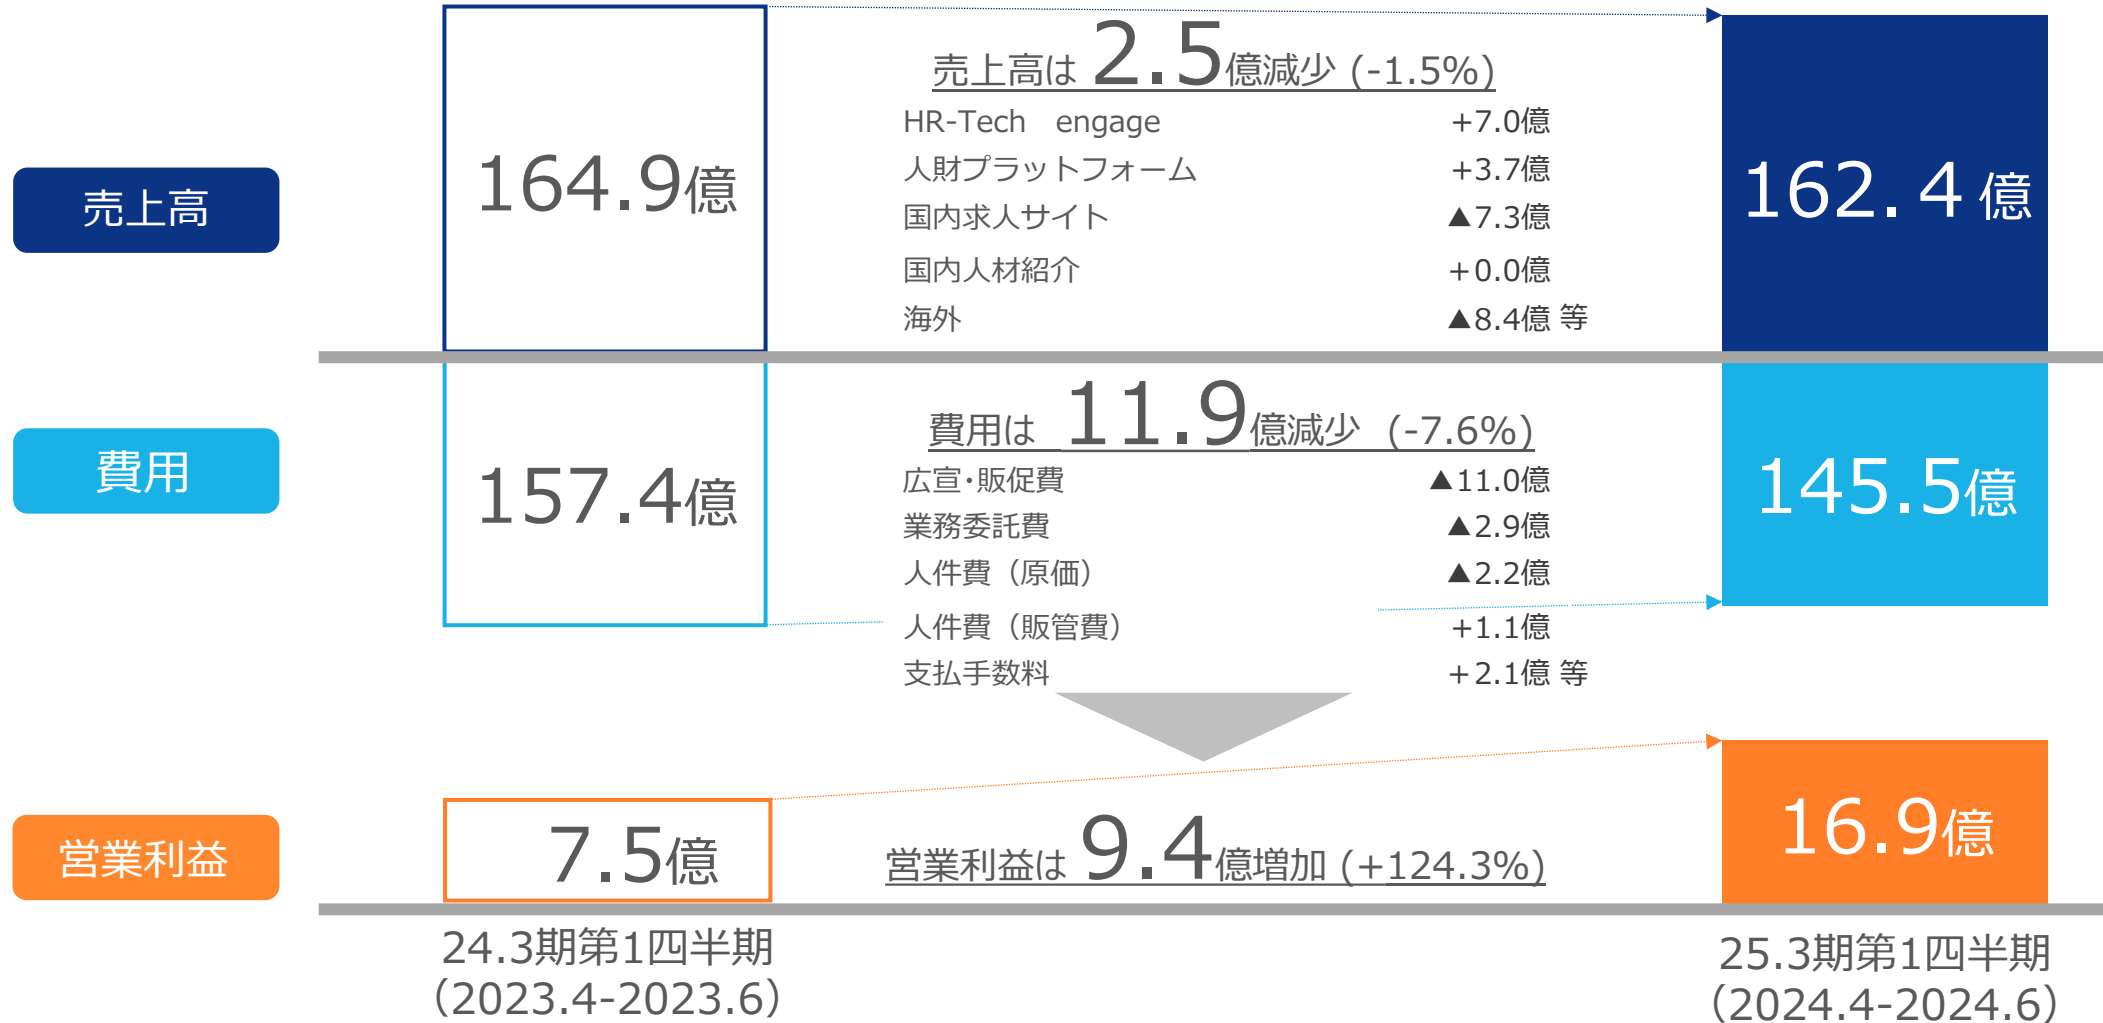 売上高は 2.5億減少 (-1.5%)
HR-Tech　engage +7.0億
人財プラットフォーム +3.7億
国内求人サイト ▲7.3億
国内人材紹介 +0.0億
海外 ▲8.4億 等
売上高
164.9億
162.4 億
費用は 11.9億減少 (-7.6%)
広宣・販促費 ▲11.0億
業務委託費 ▲2.9億
人件費（原価） ▲2.2億
人件費（販管費） +1.1億
支払手数料 +2.1億 等
費用
157.4億
145.5億
営業利益
7.5億
営業利益は 9.4億増加 (+124.3%)
16.9億
24.3期第1四半期
（2023.4-2023.6）
25.3期第1四半期
（2024.4-2024.6）